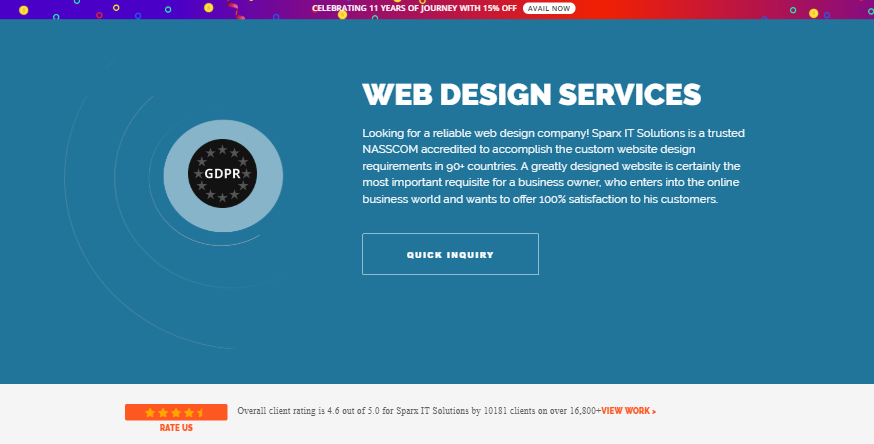 CELEBRATING 11 YEARS OF JOURNEY WITH 15% OFF AVAIL NOW
WEB DESIGN SERVICES
Looking for a reliable web design company! Sparx IT Solutions is a trusted
NASSCOM accredited to accomplish the custom website design
requirements in 90+ countries. A greatly designed website is certainly the
most important requisite for a business owner, who enters into the online
business world and wants to offer 100% satisfaction to his customers.
GDPR
QUICK INQUIRY
Overall client rating is 4.6 out of 5.0 for Sparx IT Solutions by 10181 clients on over 16,800+VIEW WORK >
RATE US